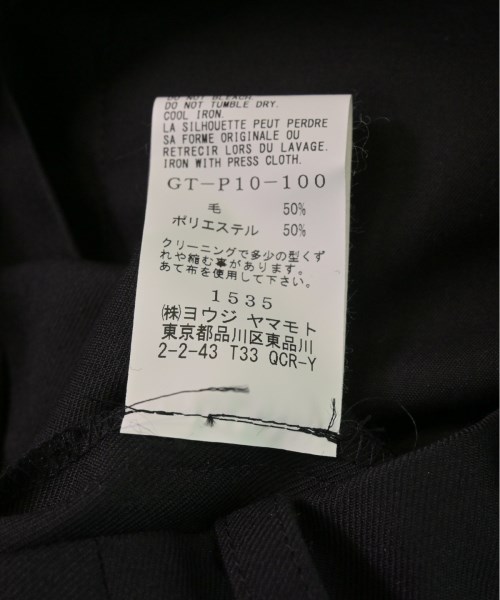 DO NOT BLEACH.
DO NOT TUMBLE DRY.
COOL IRON.
LA SILHOUETTE PEUT PERDRE
SA FORME ORIGINALE OU
RETRECIR LORS DU LAVAGE.
IRON WITH PRESS CLOTH.
GT-P10-100
毛 50%
ポリエステル 50%
クリーニングで多少の型くず
れや縮む事があります。
あて布を使用して下さい。
1535
㈱ヨウジ ヤマモト
東京都品川区東品川
2-2-43 T33 QCR-Y